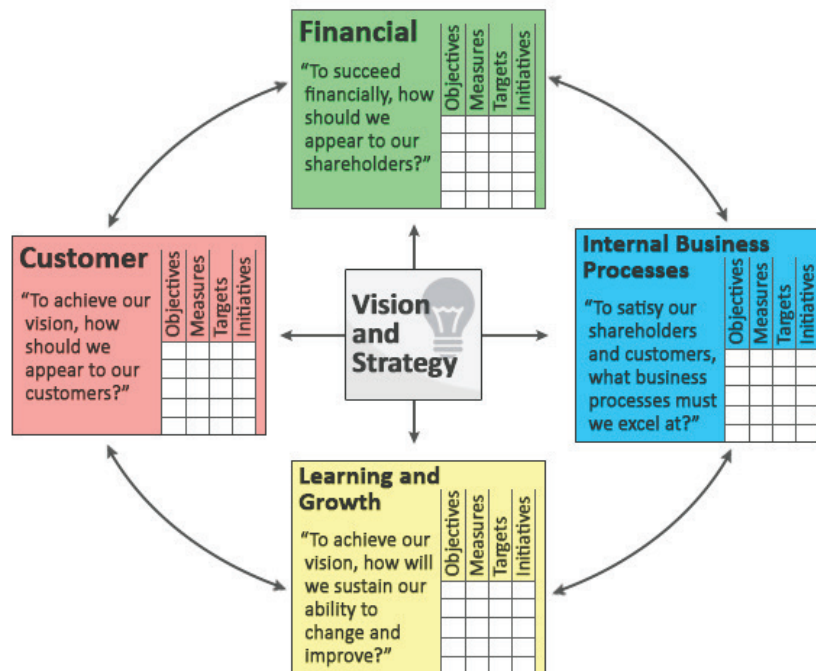 Financial
“To succeed
financially, how
should we
appear to our
shareholders?”
Objectives
Measures
Targets
Initiatives
Customer
“To achieve our
vision, how
should we
appear to our
customers?”
Objectives
Measures
Targets
Initiatives
Vision
and
Strategy
Internal Business
Processes
“To satisy our
shareholders
and customers,
what business
processes must
we excel at?”
Objectives
Measures
Targets
Initiatives
Learning and
Growth
“To achieve our
vision, how will
we sustain our
ability to
change and
improve?”
Objectives
Measures
Targets
Initiatives